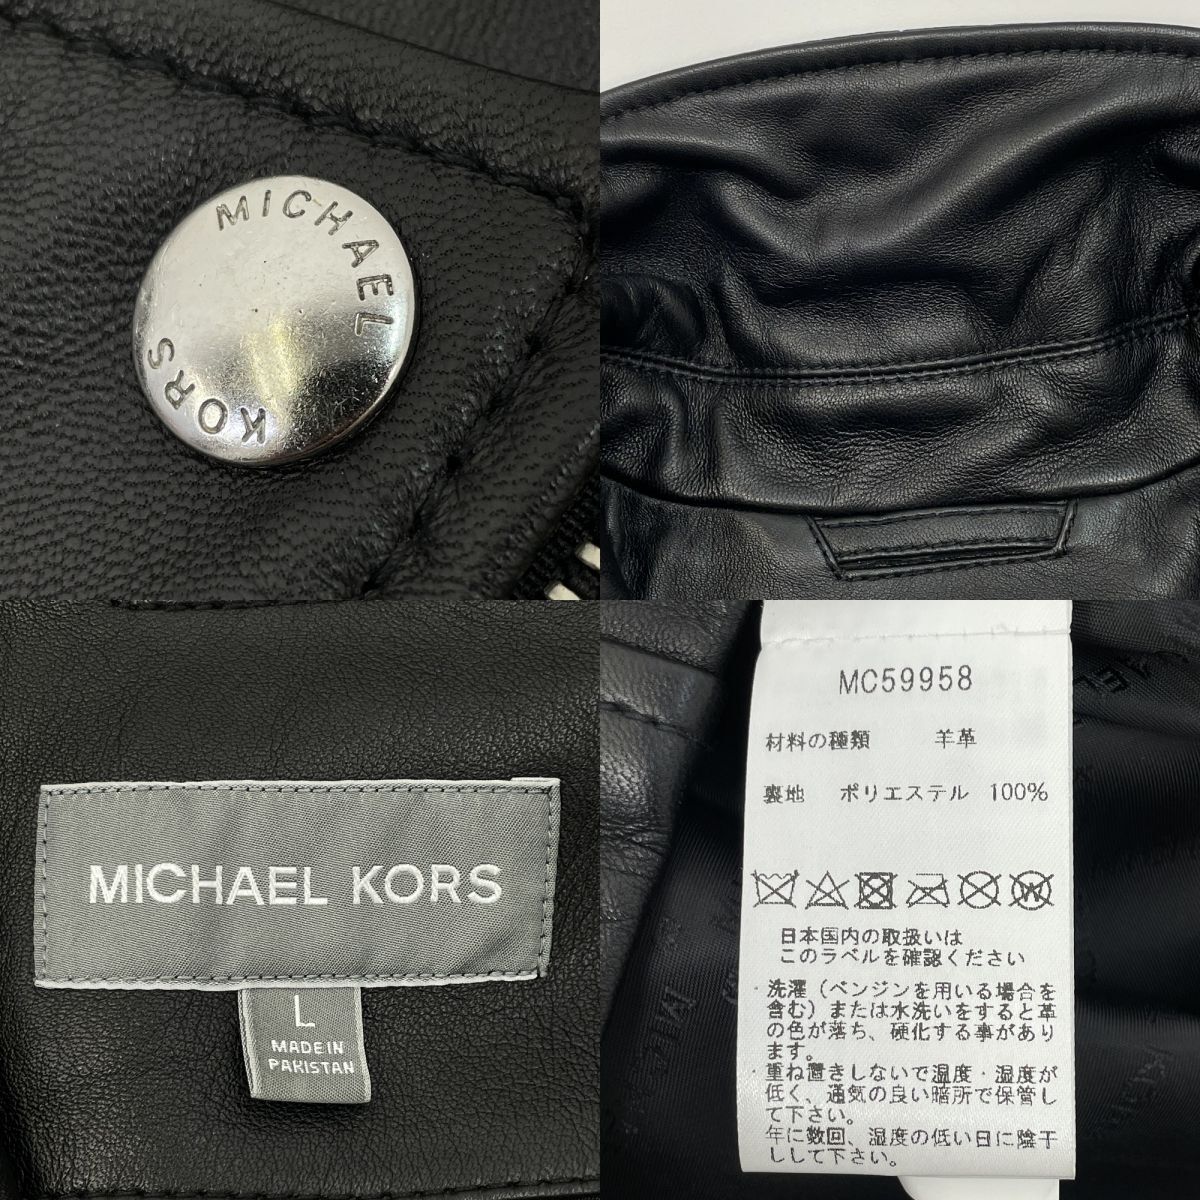 MICHAEL KORS
MICHAEL KORS
L
MADE IN
PAKISTAN
MC59958
材料の種類 羊革
裏地 ポリエステル 100%
日本国内の取扱いは
このラベルを確認ください
・洗濯（ベンジンを用いる場合を
含む）または水洗いをすると革
の色が落ち、硬化する事があり
ます。
・重ね置きしないで温度・湿度が
低く、通気の良い暗所で保管し
て下さい。
年に数回、湿度の低い日に陰干
しして下さい。